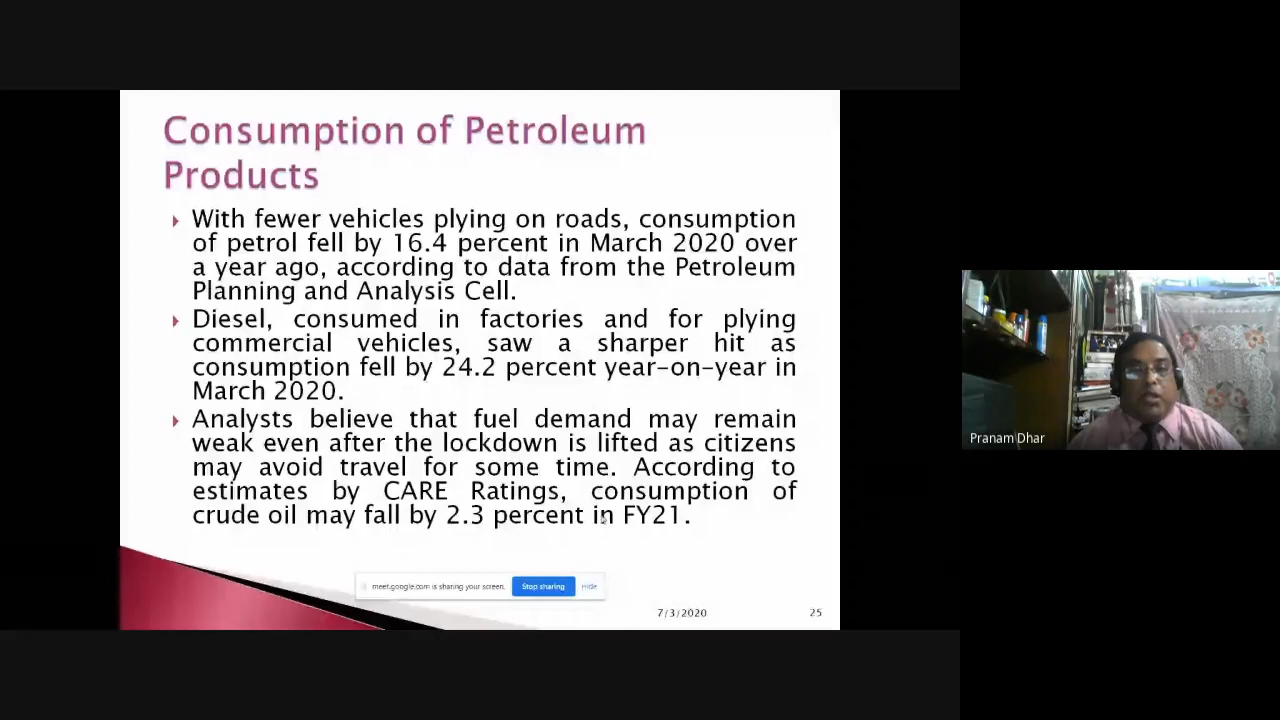 Consumption of Petroleum
Products
With fewer vehicles plying on roads, consumption
of petrol fell by 16.4 percent in March 2020 over
a year ago, according to data from the Petroleum
Planning and Analysis Cell.
Diesel, consumed in factories and for plying
commercial vehicles, saw a sharper hit as
consumption fell by 24.2 percent year-on-year in
March 2020.
Analysts believe that fuel demand may remain
weak even after the lockdown is lifted as citizens
may avoid travel for some time. According to
estimates by CARE Ratings, consumption of
crude oil may fall by 2.3 percent in FY21.
meet.google.com is sharing your screen. Stop sharing Hide
7/3/2020 25
Pranam Dhar